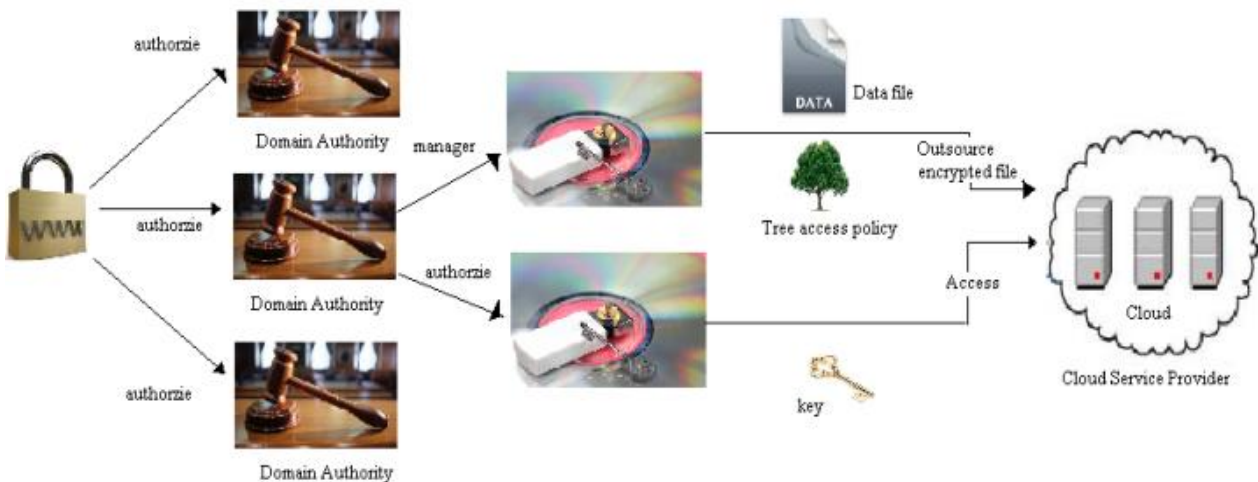 authorzie
Domain Authority
WWW
authorzie
Domain Authority
manager
authorzie
authorzie
Domain Authority
DATA
Data file
Tree access policy
Outsource
encrypted file
Access
key
Cloud
Cloud Service Provider